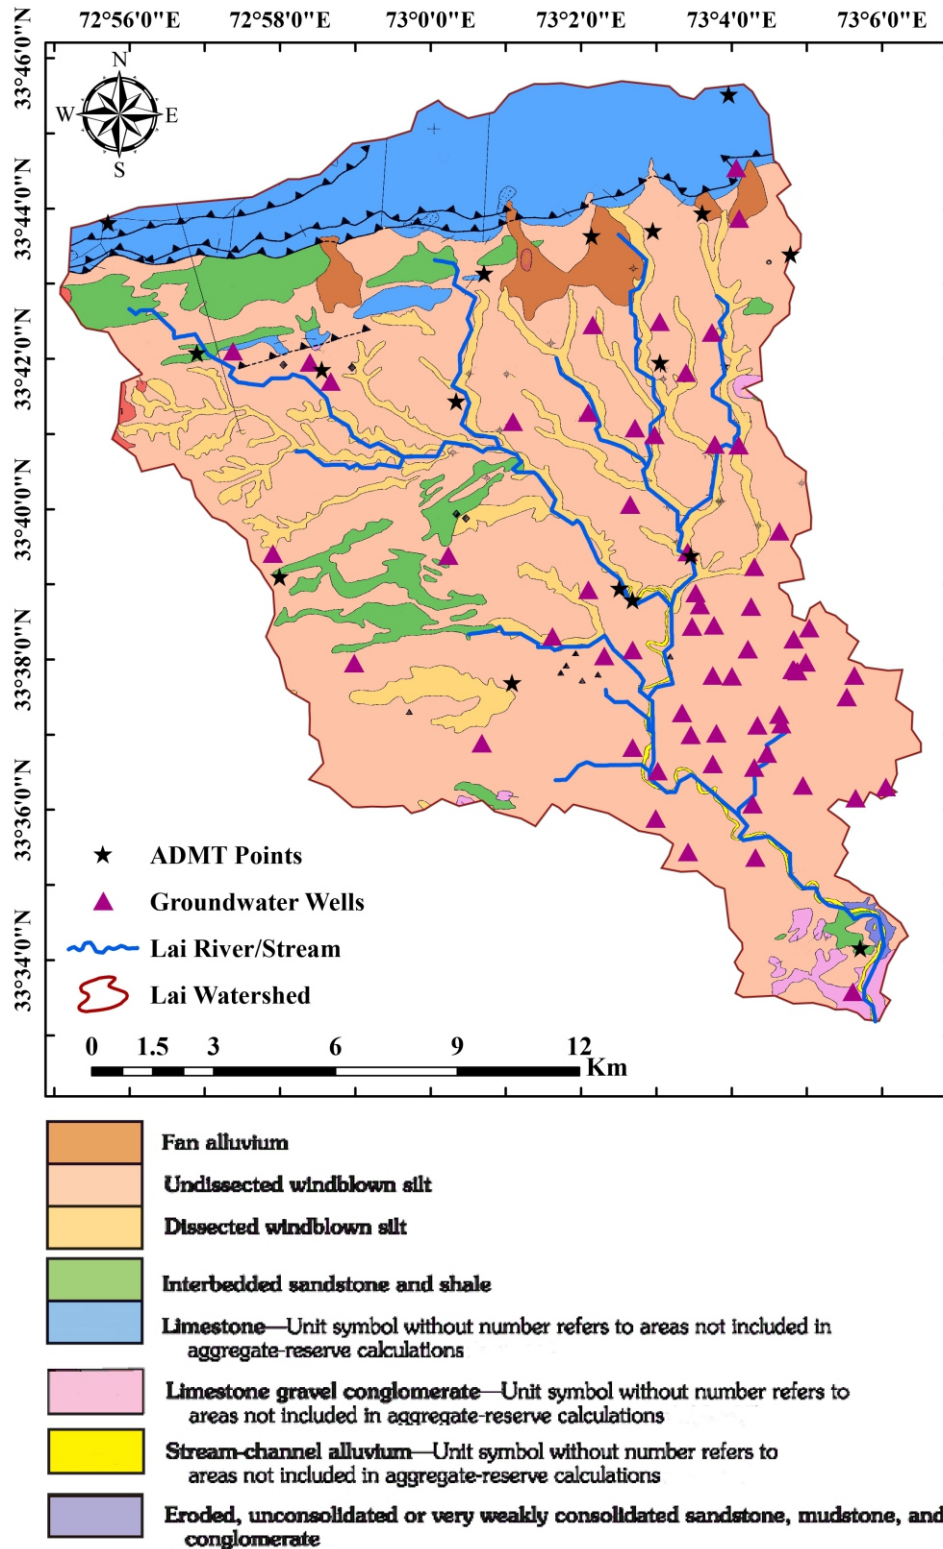 72°56'0"E 72°58'0"E 73°0'0"E 73°2'0"E 73°4'0"E 73°6'0"E
33°46'0"N
33°44'0"N
33°42'0"N
33°40'0"N
33°38'0"N
33°36'0"N
33°34'0"N
N
W E
S
ADMT Points
Groundwater Wells
Lai River/Stream
Lai Watershed
0 1.5 3 6 9 12
Km
Fan alluvium
Undissected windblown silt
Dissected windblown silt
Interbedded sandstone and shale
Limestone—Unit symbol without number refers to areas not included in
aggregate-reserve calculations
Limestone gravel conglomerate—Unit symbol without number refers to
areas not included in aggregate-reserve calculations
Stream-channel alluvium—Unit symbol without number refers to
areas not included in aggregate-reserve calculations
Eroded, unconsolidated or very weakly consolidated sandstone, mudstone, and
conglomerate